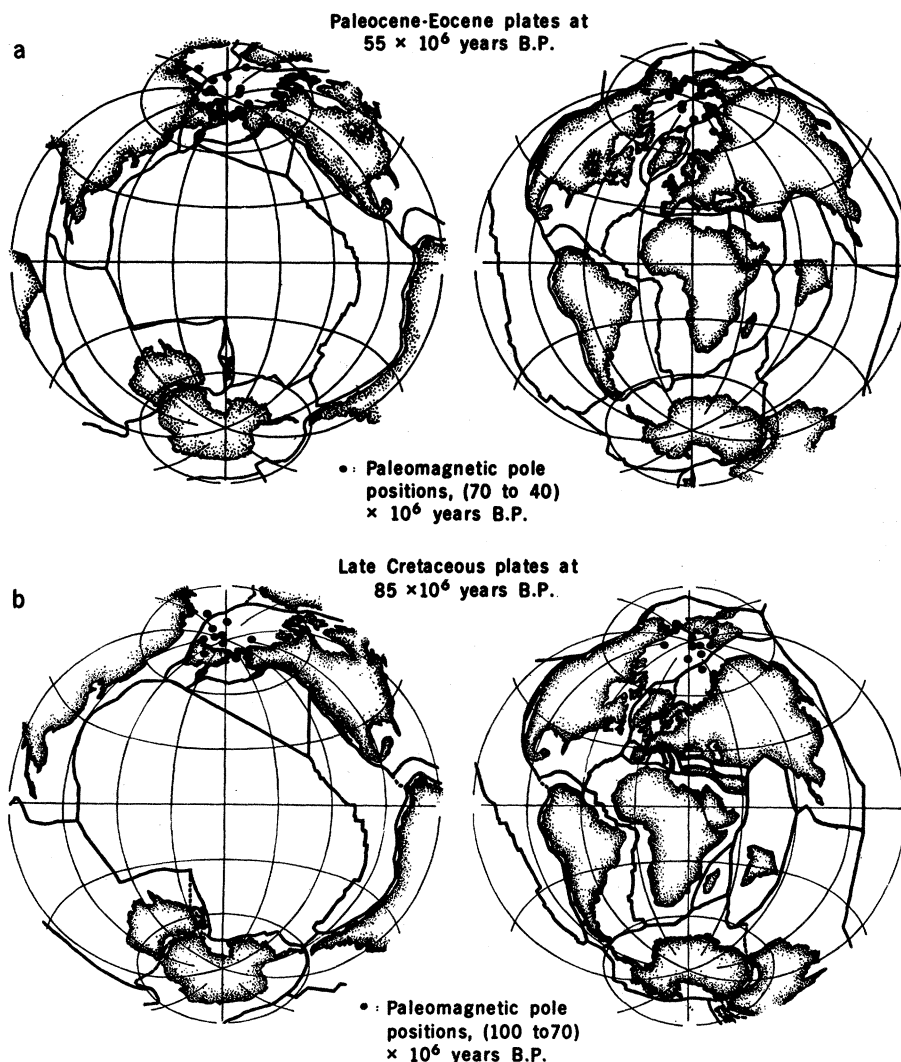 Paleocene-Eocene plates at
55 × 10⁶ years B.P.
a
• : Paleomagnetic pole
positions, (70 to 40)
× 10⁶ years B.P.
Late Cretaceous plates at
85 ×10⁶ years B.P.
b
• : Paleomagnetic pole
positions, (100 to70)
× 10⁶ years B.P.